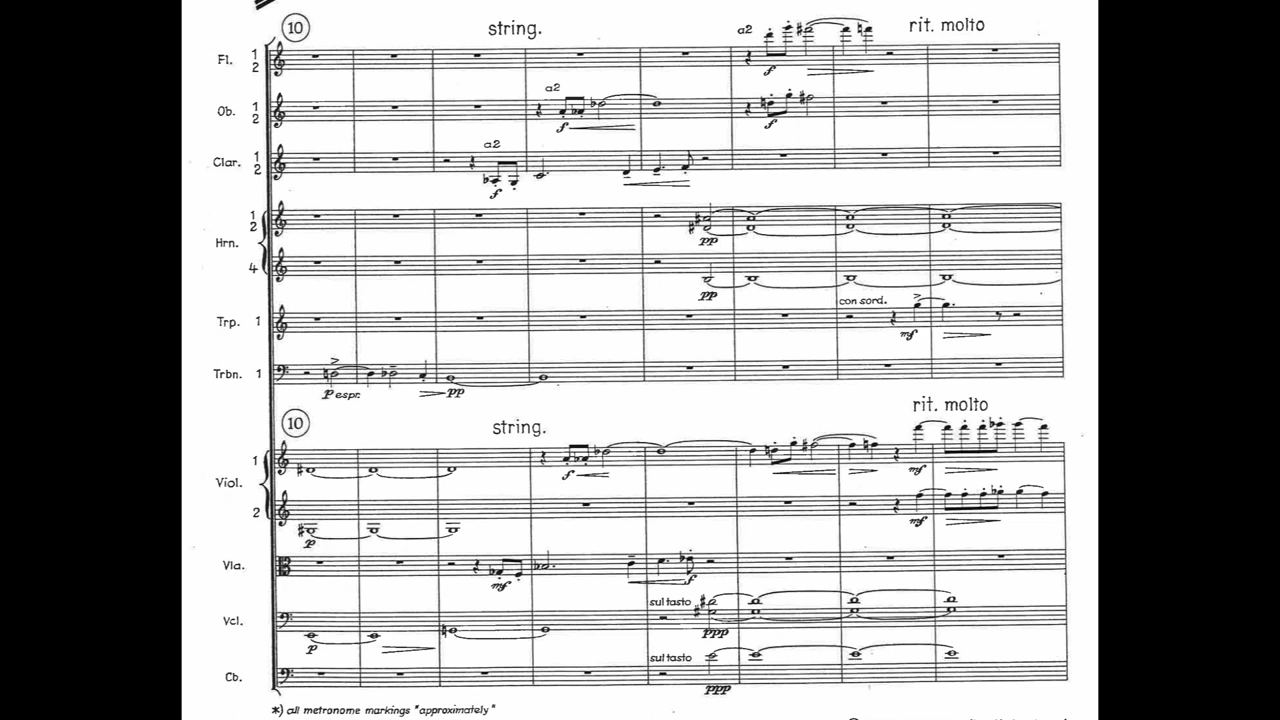 10 string. rit. molto
Fl. 1 2 a2 f
Ob. 1 2 a2 f f
Clar. 1 2 a2 f
Hrn. 1 2 pp
4 pp
Trp. 1 con sord. mf
Trbn. 1 p espr. pp
10 string. rit. molto
Viol. 1 f mf
2 p mf
Vla. mf f
Vcl. p sul tasto ppp
Cb. sul tasto ppp
*) all metronome markings "approximately"